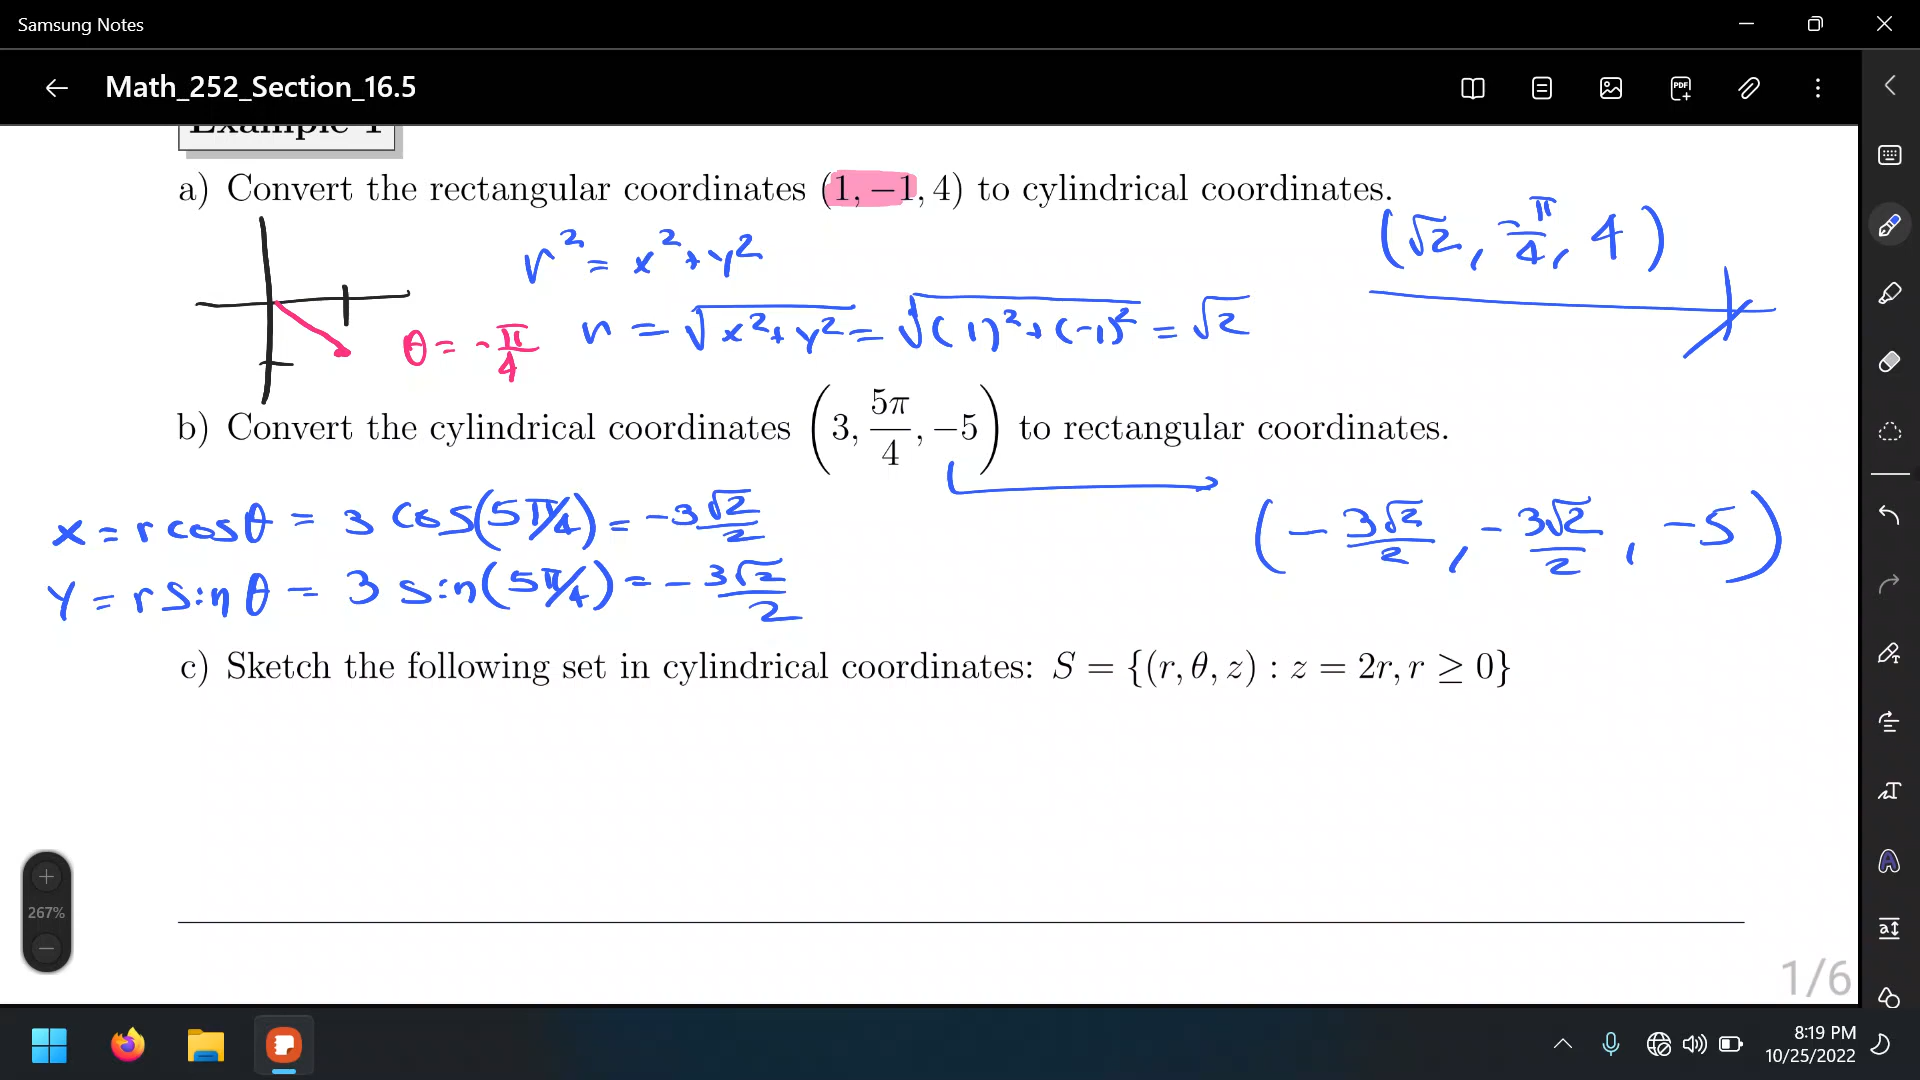 Samsung Notes
Math_252_Section_16.5
Example 1
a) Convert the rectangular coordinates (1, −1, 4) to cylindrical coordinates.
r² = x² + y²
(√2, -π/4, 4)
θ = -π/4
r = √(x² + y²) = √((1)² + (-1)²) = √2
b) Convert the cylindrical coordinates (3, 5π/4, −5) to rectangular coordinates.
x = r cos θ = 3 cos(5π/4) = -3√2/2
(-3√2/2, -3√2/2, -5)
y = r sin θ = 3 sin(5π/4) = -3√2/2
c) Sketch the following set in cylindrical coordinates: S = {(r, θ, z) : z = 2r, r ≥ 0}
267%
1/6
8:19 PM
10/25/2022